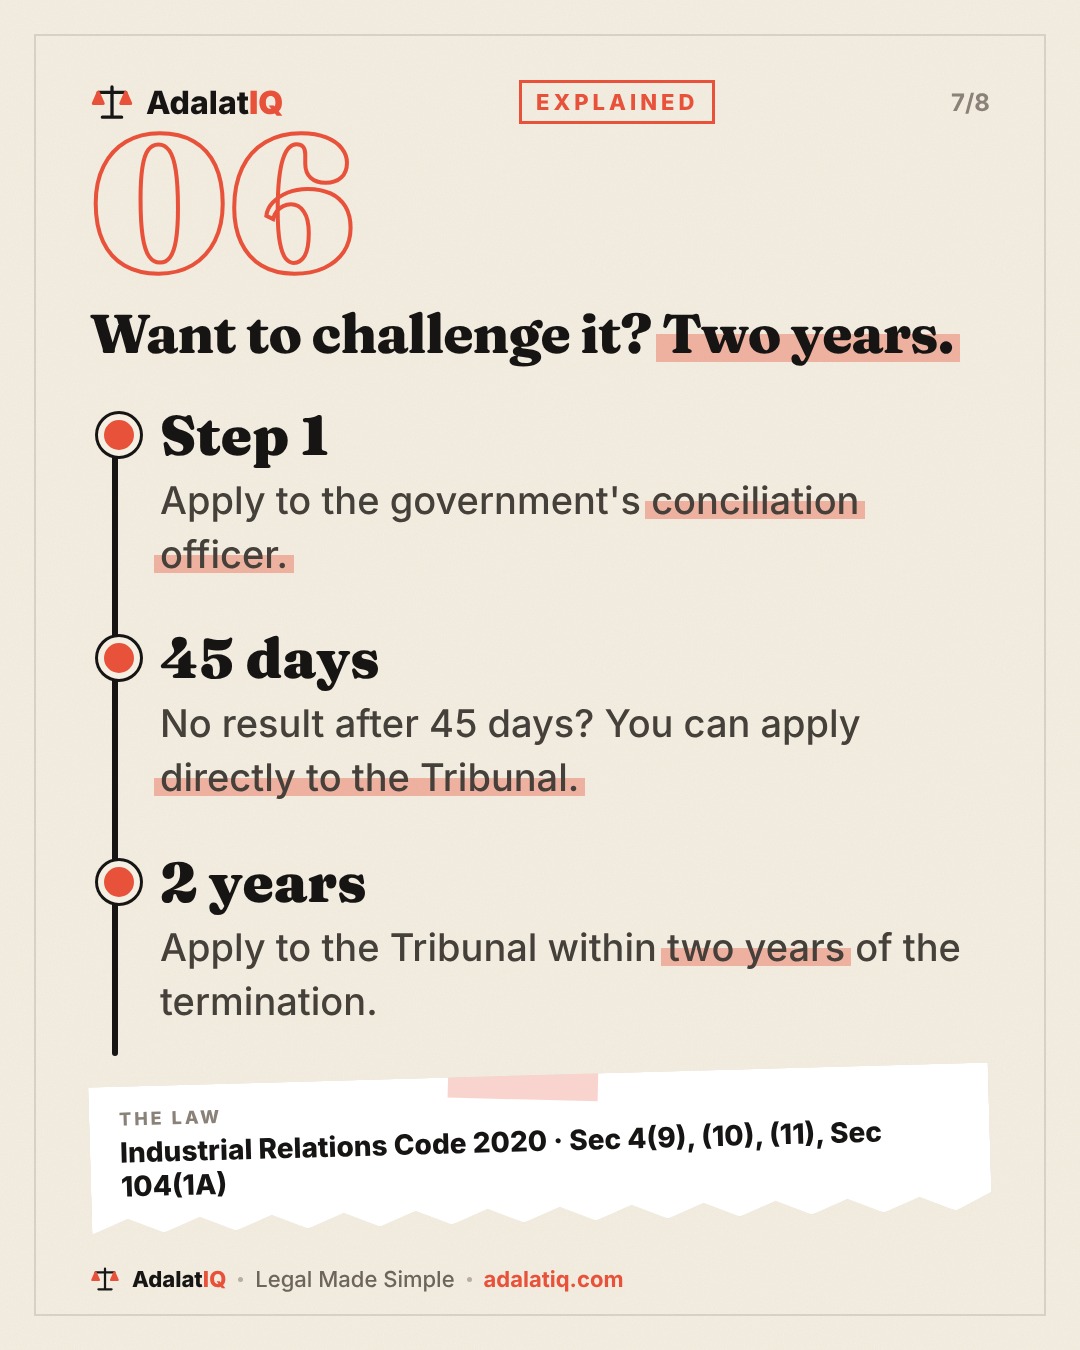 AdalatIQ
EXPLAINED
7/8
06
Want to challenge it? Two years.
Step 1
Apply to the government's conciliation
officer.
45 days
No result after 45 days? You can apply
directly to the Tribunal.
2 years
Apply to the Tribunal within two years of the
termination.
THE LAW
Industrial Relations Code 2020 · Sec 4(9), (10), (11), Sec
104(1A)
AdalatIQ • Legal Made Simple • adalatiq.com